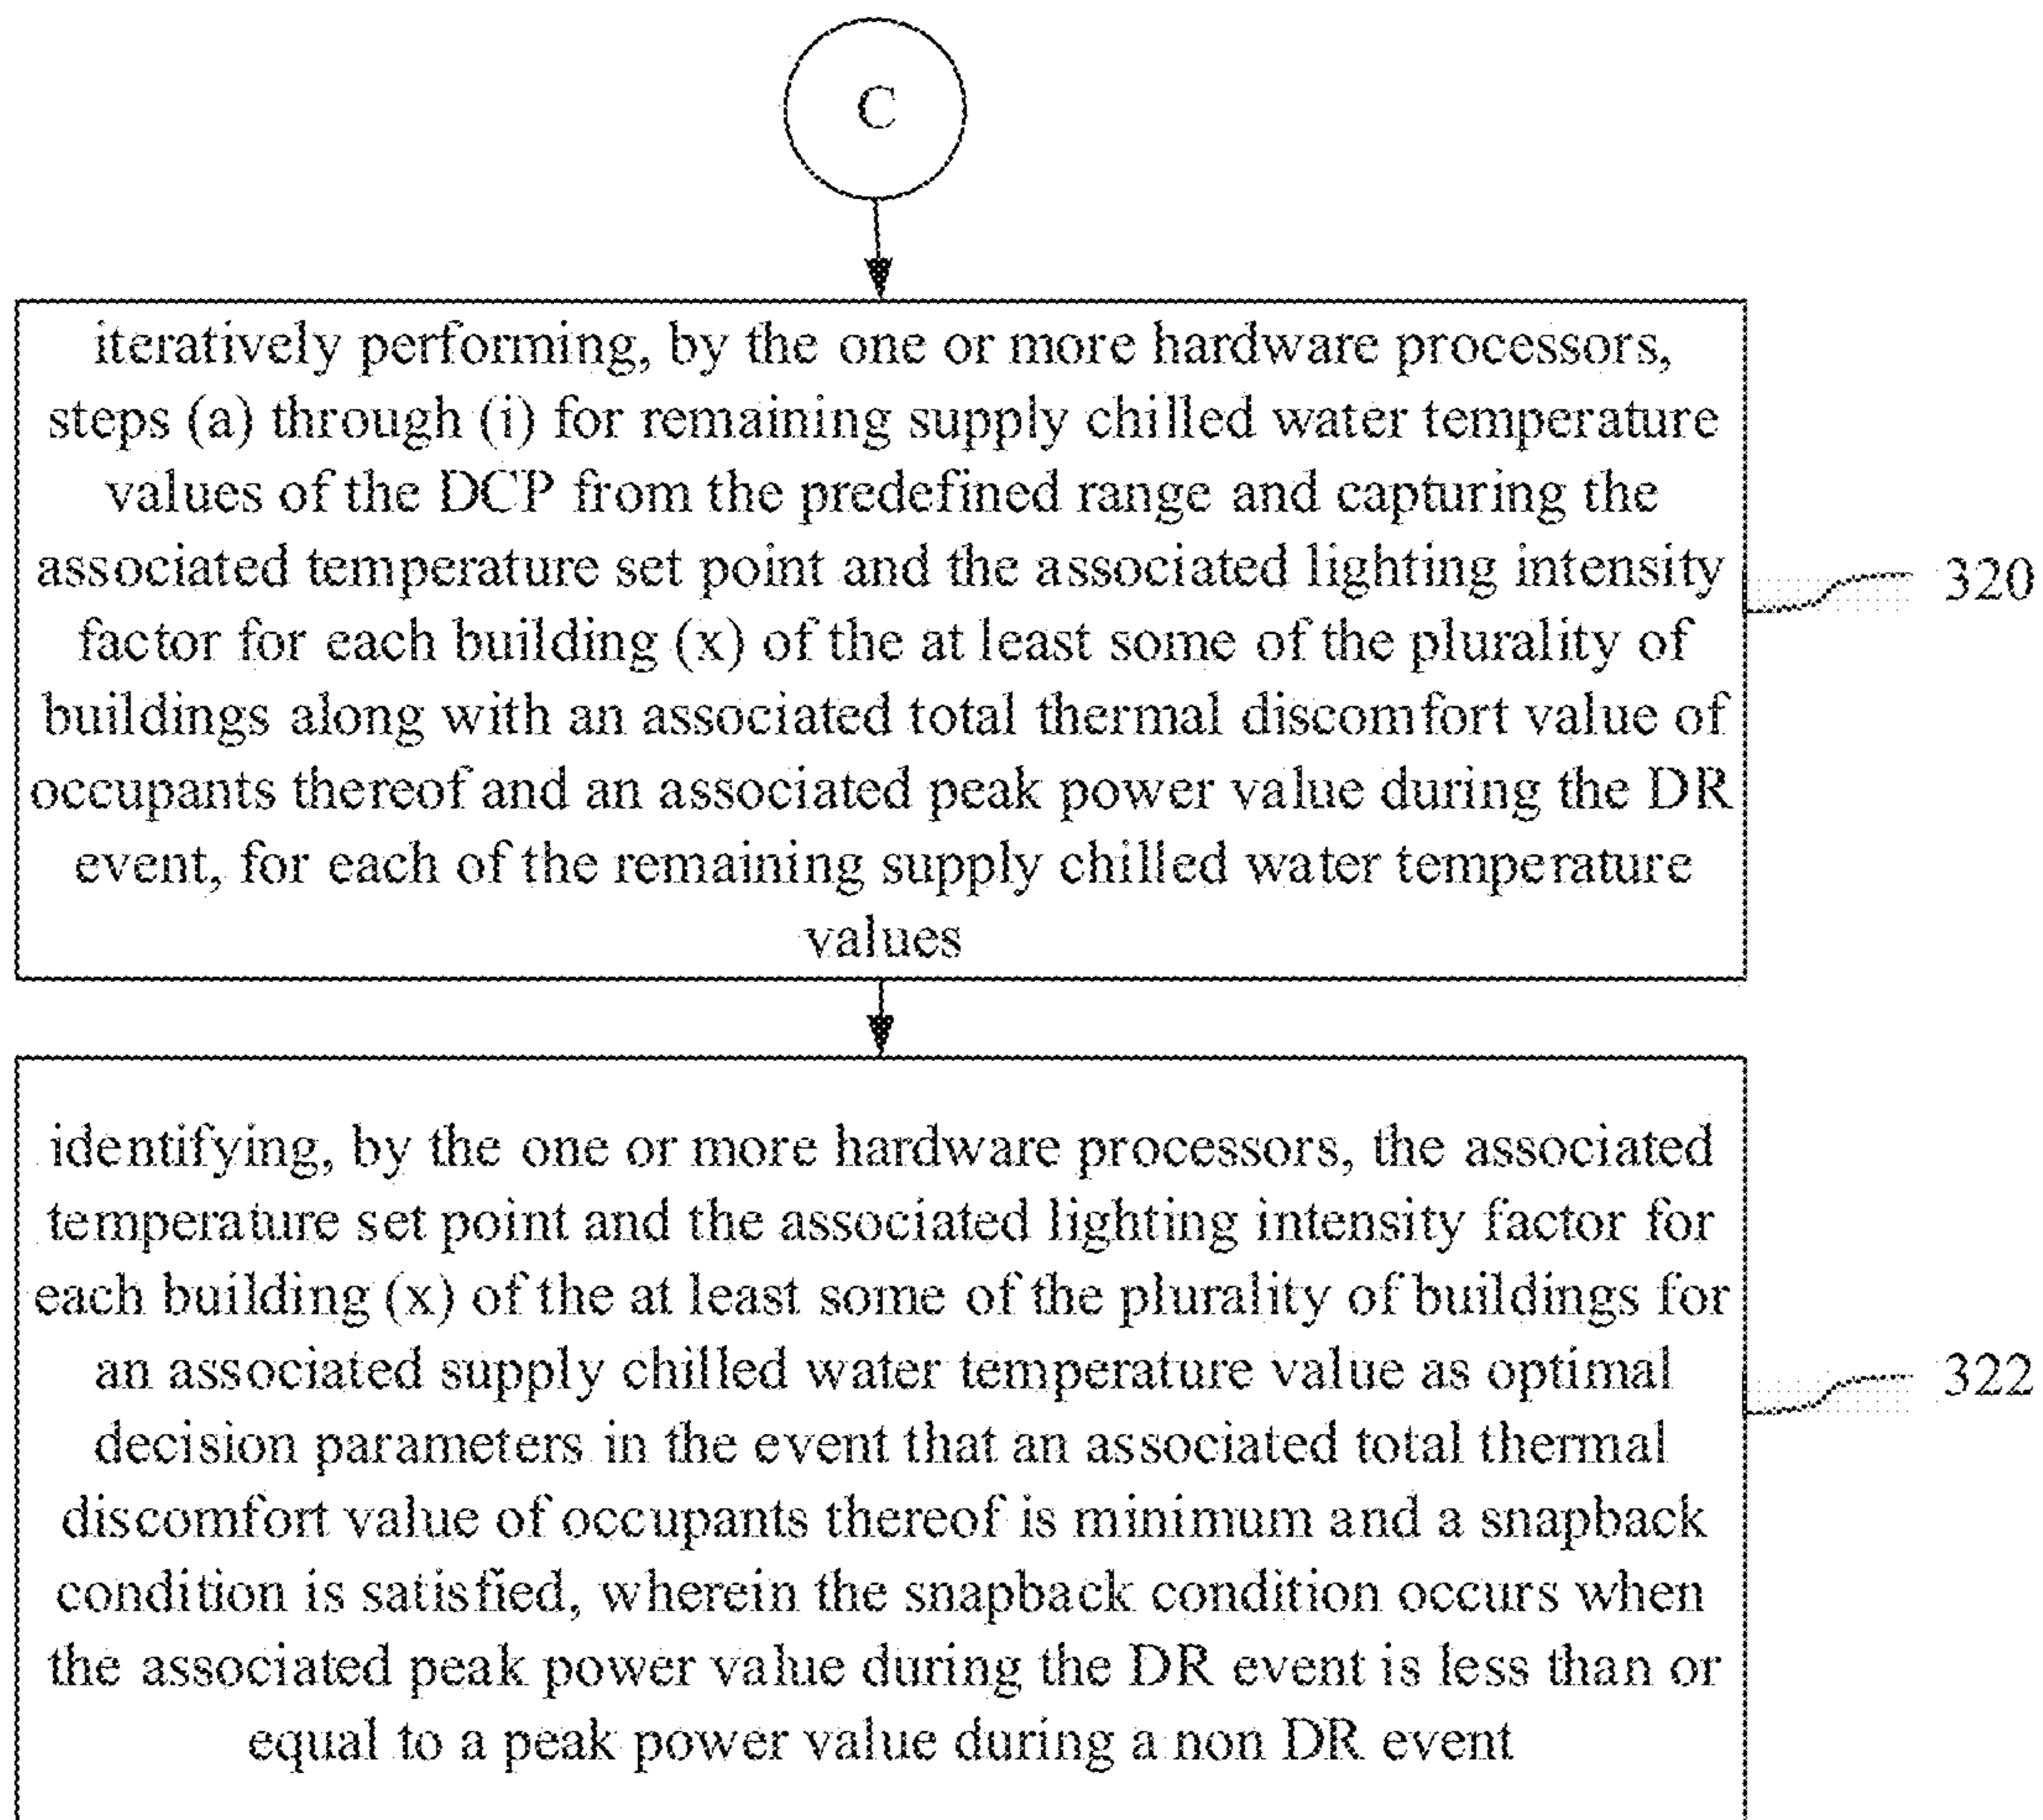 C
iteratively performing, by the one or more hardware processors,
steps (a) through (i) for remaining supply chilled water temperature
values of the DCP from the predefined range and capturing the
associated temperature set point and the associated lighting intensity
factor for each building (x) of the at least some of the plurality of
buildings along with an associated total thermal discomfort value of
occupants thereof and an associated peak power value during the DR
event, for each of the remaining supply chilled water temperature
values
320
identifying, by the one or more hardware processors, the associated
temperature set point and the associated lighting intensity factor for
each building (x) of the at least some of the plurality of buildings for
an associated supply chilled water temperature value as optimal
decision parameters in the event that an associated total thermal
discomfort value of occupants thereof is minimum and a snapback
condition is satisfied, wherein the snapback condition occurs when
the associated peak power value during the DR event is less than or
equal to a peak power value during a non DR event
322